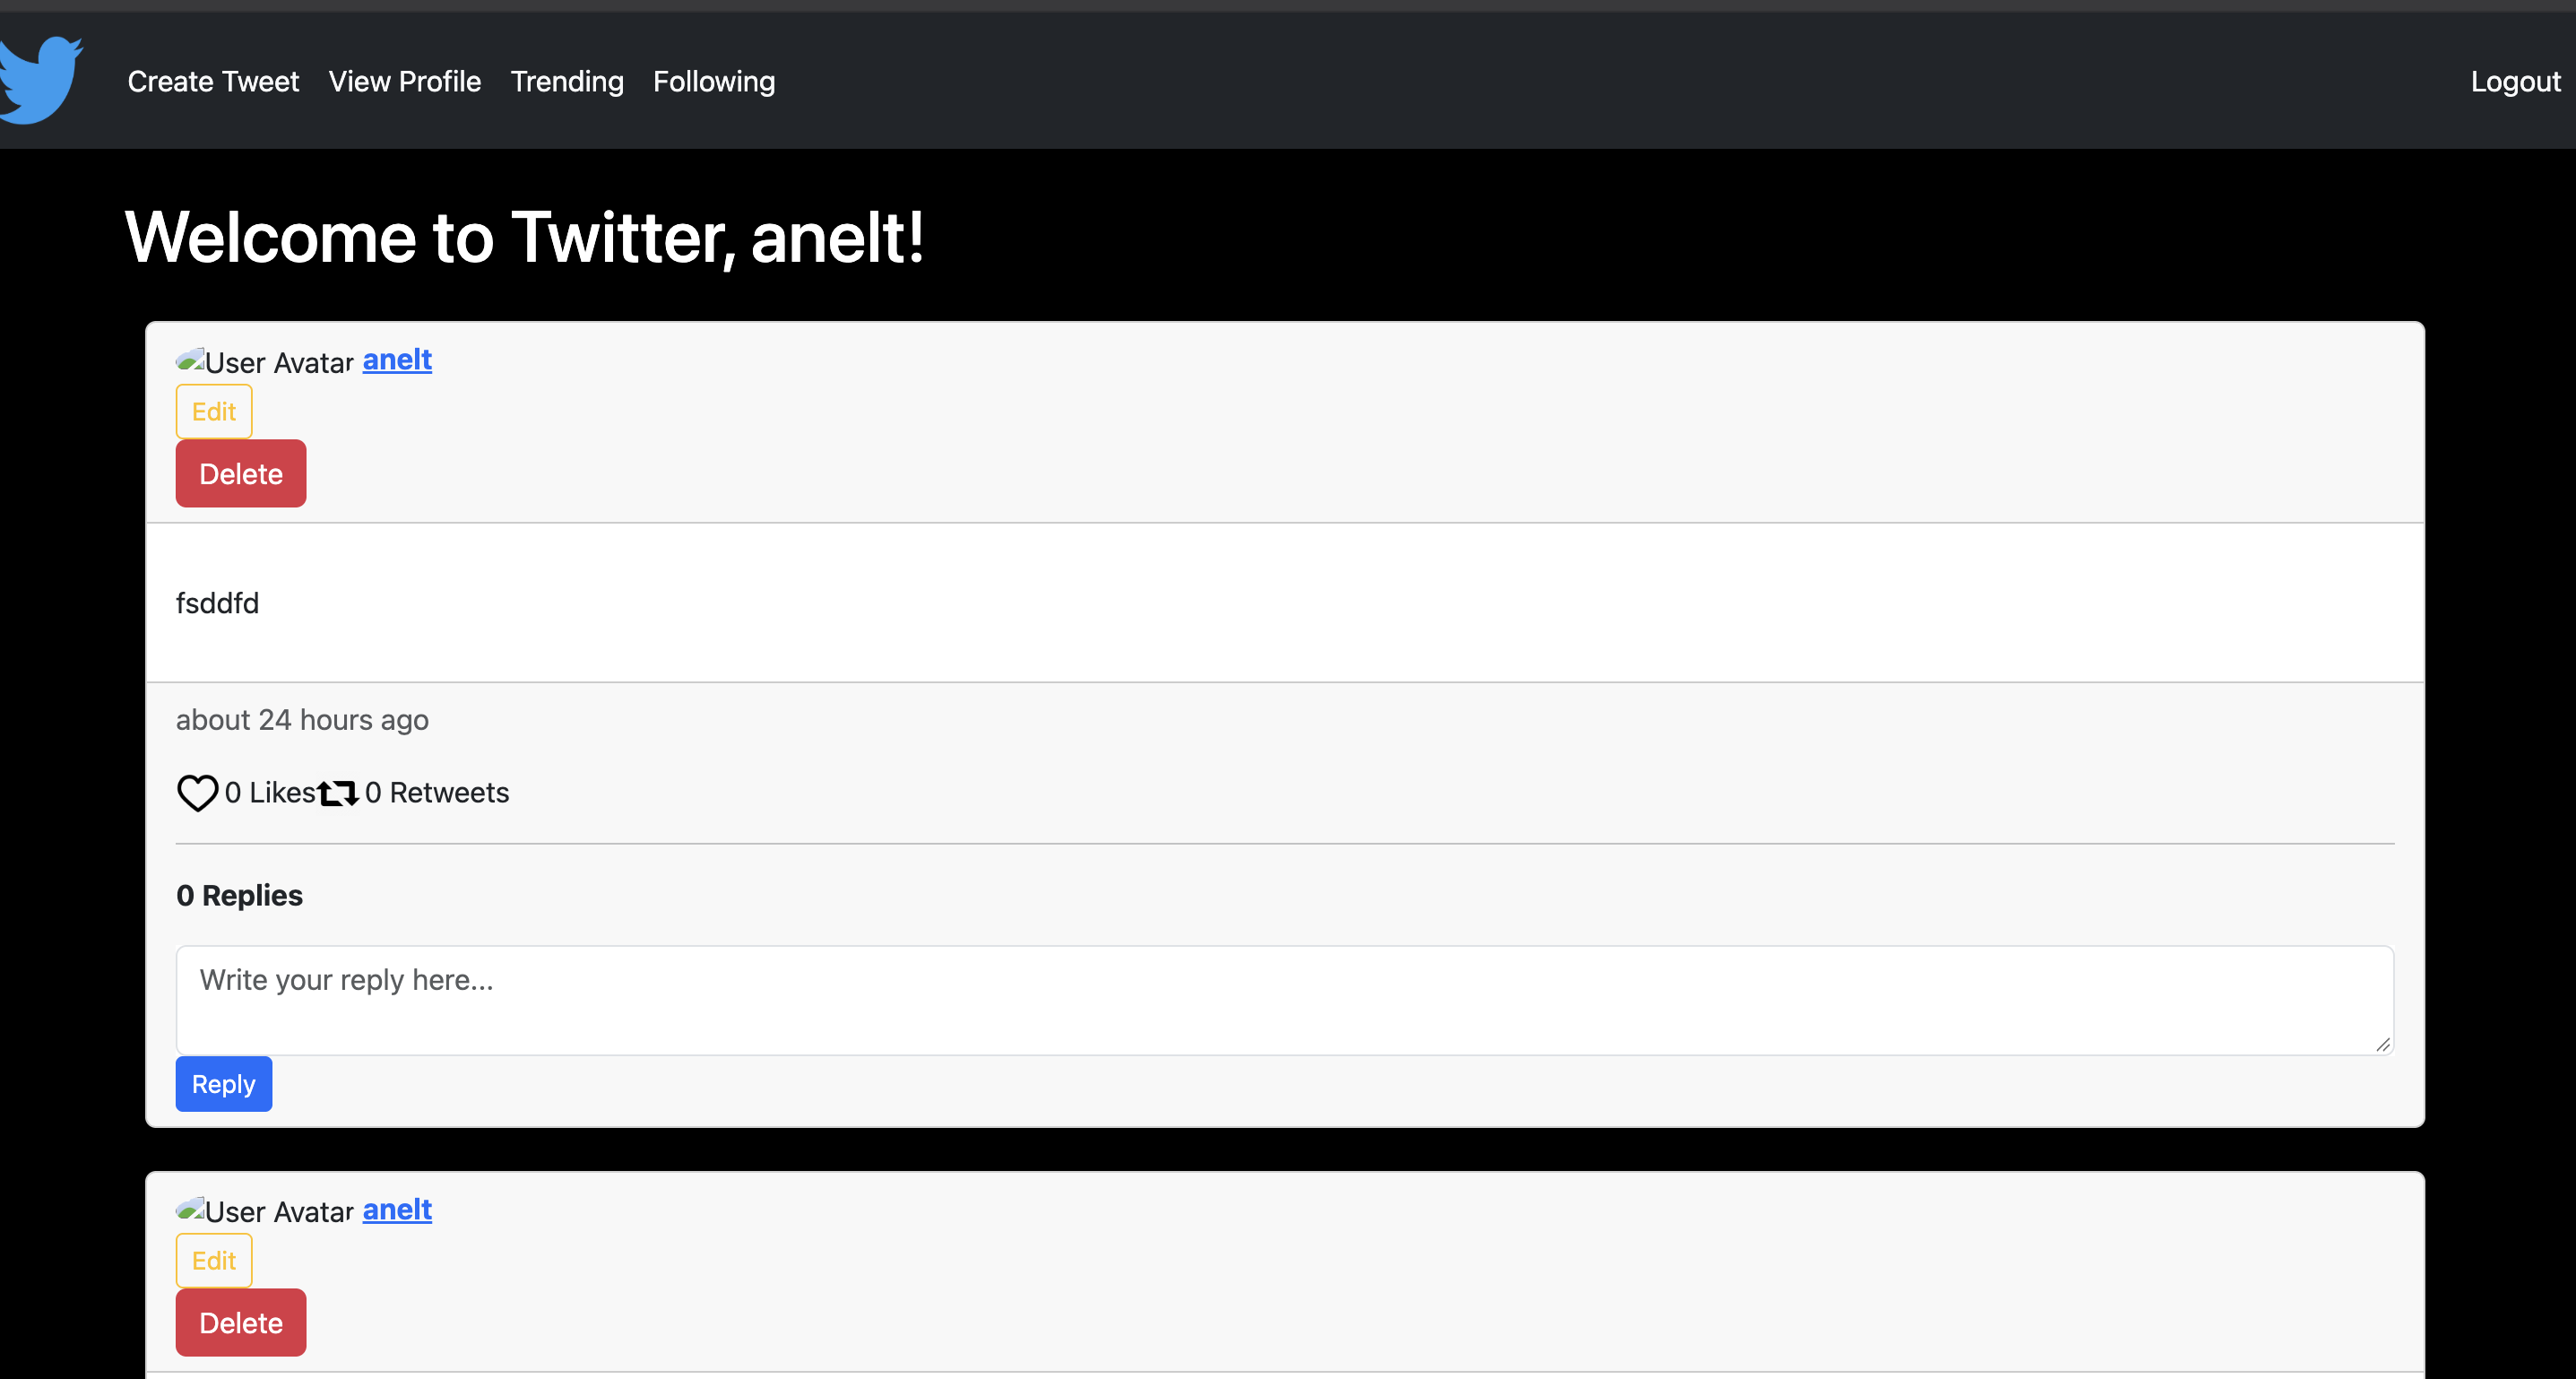 Create Tweet View Profile Trending Following Logout
Welcome to Twitter, anelt!
User Avatar anelt
Edit
Delete
fsddfd
about 24 hours ago
0 Likes 0 Retweets
0 Replies
Write your reply here...
Reply
User Avatar anelt
Edit
Delete